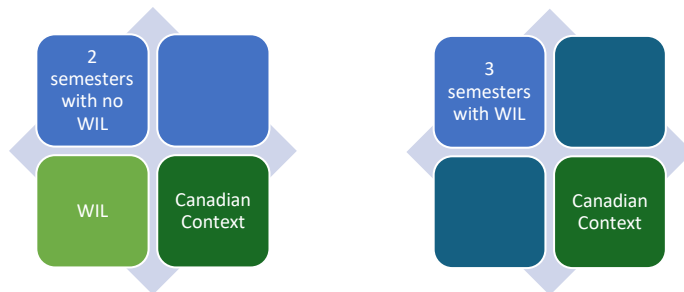 2
semesters
with no
WIL
WIL
Canadian
Context
3
semesters
with WIL
Canadian
Context